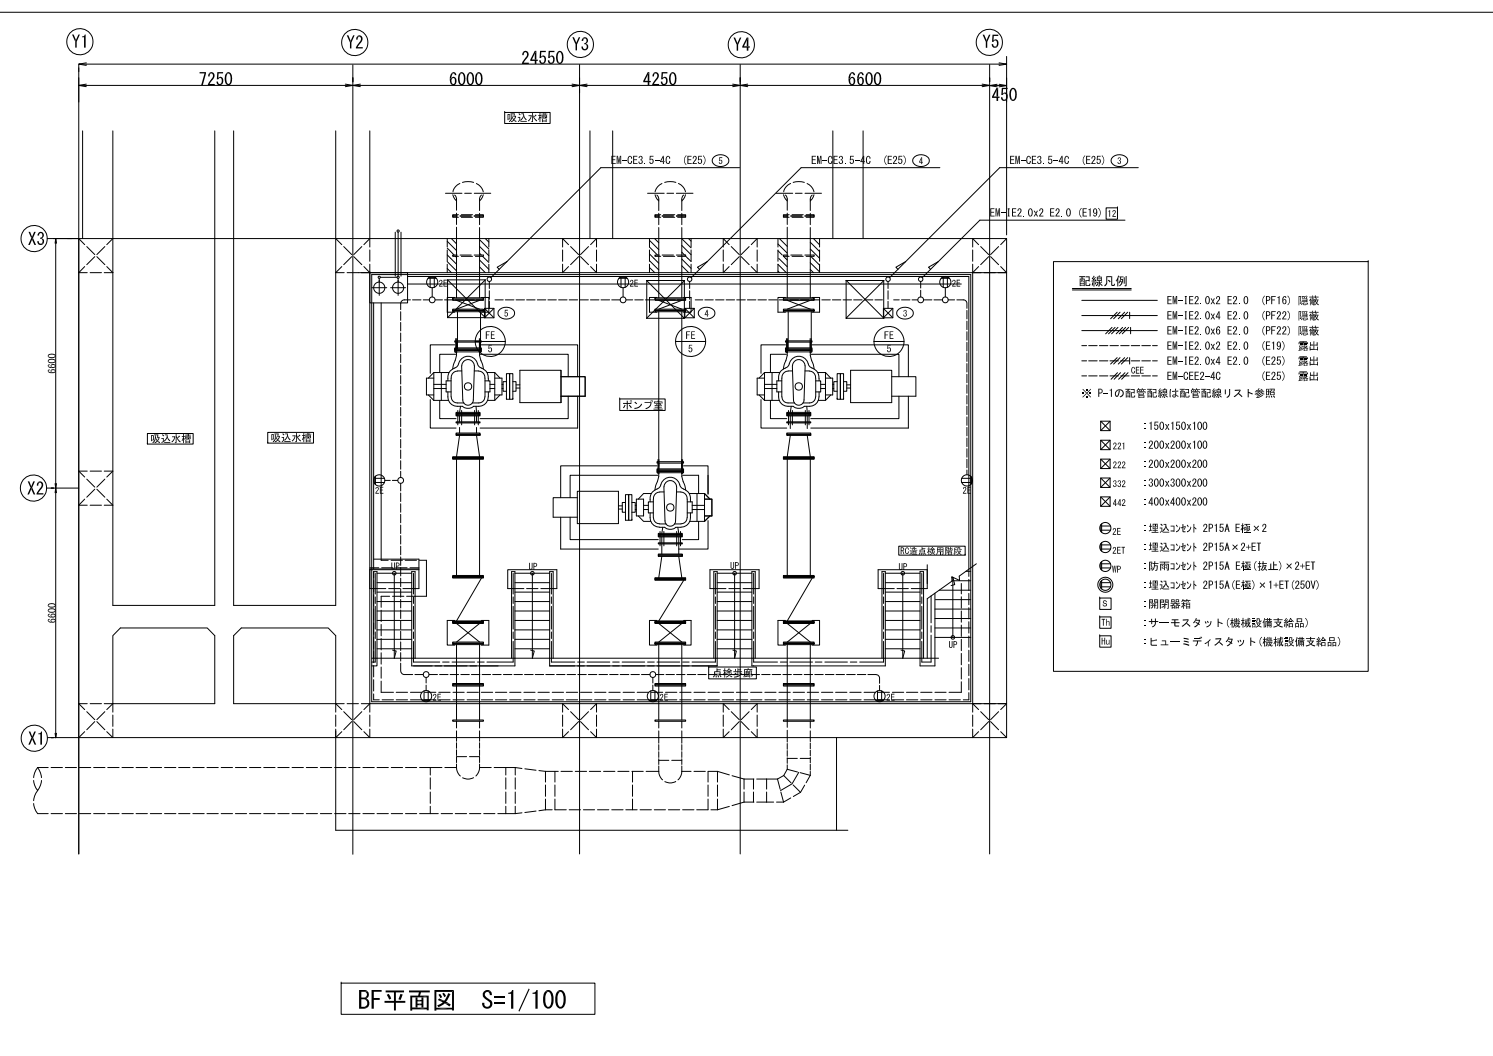 Y1
Y2
Y3
Y4
Y5
24550
7250
6000
4250
6600
450
吸込水槽
EM-CE3.5-4C (E25) 5
EM-CE3.5-4C (E25) 4
EM-CE3.5-4C (E25) 3
EM-IE2.0x2 E2.0 (E19) 12
X3
2E
2E
2E
5
4
3
FE
5
FE
5
FE
5
6600
ポンプ室
吸込水槽
吸込水槽
X2
2E
2E
RC造点検用階段
UP
UP
UP
UP
UP
6600
点検歩廊
2E
2E
2E
X1
配線凡例
EM-IE2.0x2 E2.0 (PF16) 隠蔽
EM-IE2.0x4 E2.0 (PF22) 隠蔽
EM-IE2.0x6 E2.0 (PF22) 隠蔽
EM-IE2.0x2 E2.0 (E19) 露出
EM-IE2.0x4 E2.0 (E25) 露出
CEE EM-CEE2-4C (E25) 露出
※ P-1の配管配線は配管配線リスト参照
:150x150x100
221 :200x200x100
222 :200x200x200
332 :300x300x200
442 :400x400x200
2E :埋込コンセント 2P15A E極×2
2ET :埋込コンセント 2P15A×2+ET
WP :防雨コンセント 2P15A E極(抜止)×2+ET
:埋込コンセント 2P15A(E極)×1+ET(250V)
S :開閉器箱
Th :サーモスタット(機械設備支給品)
Hu :ヒューミディスタット(機械設備支給品)
BF平面図 S=1/100